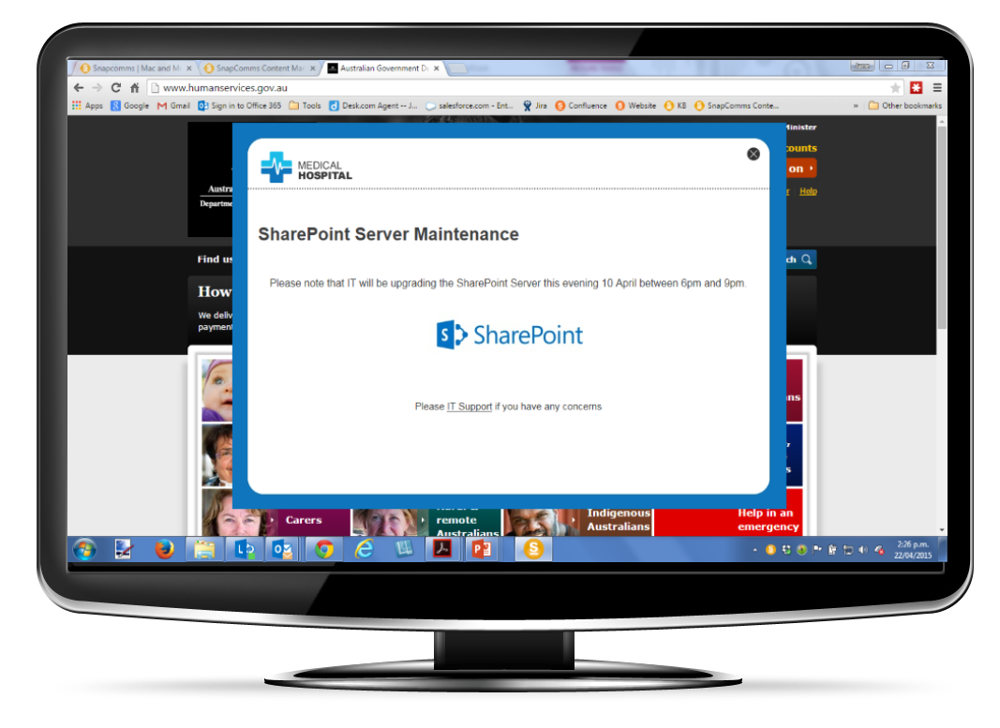 Snapcomms | Mac and M
SnapComms Content Ma
Australian Government D
www.humanservices.gov.au
Apps Google Gmail Sign in to Office 365 Tools Desk.com Agent -- J... salesforce.com - Ent... Jira Confluence Website KB SnapComms Conte... » Other bookmarks
Minister
ounts
on
Austra
Help
Departme
MEDICAL
HOSPITAL
SharePoint Server Maintenance
Find us
ch
Please note that IT will be upgrading the SharePoint Server this evening 10 April between 6pm and 9pm.
How
We deliv
paymen
S SharePoint
ns
Please IT Support if you have any concerns
s
Carers
remote
Australians
Indigenous
Australians
Help in an
emergency
2:26 p.m.
22/04/2015